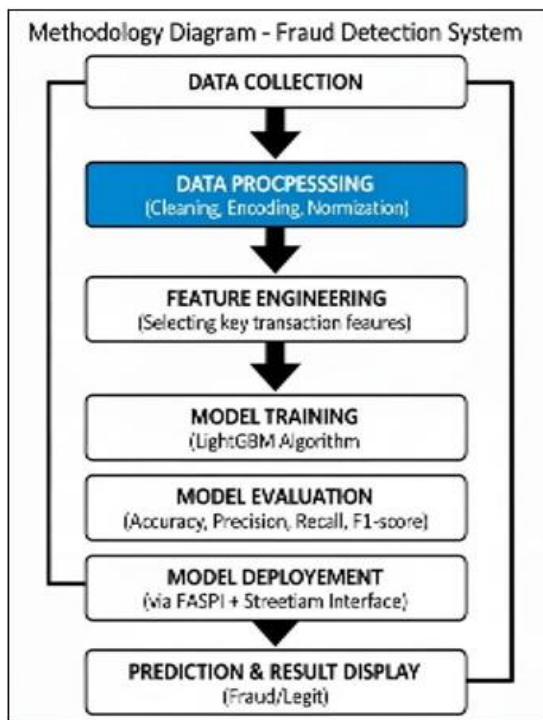 Methodology Diagram - Fraud Detection System
DATA COLLECTION
DATA PROCPESSSING
(Cleaning, Encoding, Normization)
FEATURE ENGINEERING
(Selecting key transaction feaures)
MODEL TRAINING
(LightGBM Algorithm
MODEL EVALUATION
(Accuracy, Precision, Recall, F1-score)
MODEL DEPLOYEMENT
(via FASPI + Streetiam Interface)
PREDICTION & RESULT DISPLAY
(Fraud/Legit)